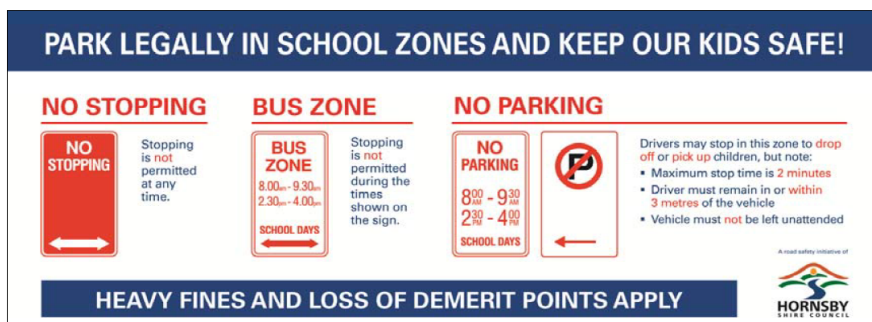 PARK LEGALLY IN SCHOOL ZONES AND KEEP OUR KIDS SAFE!
NO STOPPING
NO
STOPPING
Stopping
is not
permitted
at any
time.
BUS ZONE
BUS
ZONE
8.00am - 9.30am
2.30pm - 4.00pm
SCHOOL DAYS
Stopping
is not
permitted
during the
times
shown on
the sign.
NO PARKING
NO
PARKING
8 00 AM - 9 30 AM
2 30 PM - 4 00 PM
SCHOOL DAYS
P
Drivers may stop in this zone to drop
off or pick up children, but note:
▪ Maximum stop time is 2 minutes
▪ Driver must remain in or within
3 metres of the vehicle
▪ Vehicle must not be left unattended
HEAVY FINES AND LOSS OF DEMERIT POINTS APPLY
A road safety initiative of
HORNSBY
SHIRE COUNCIL